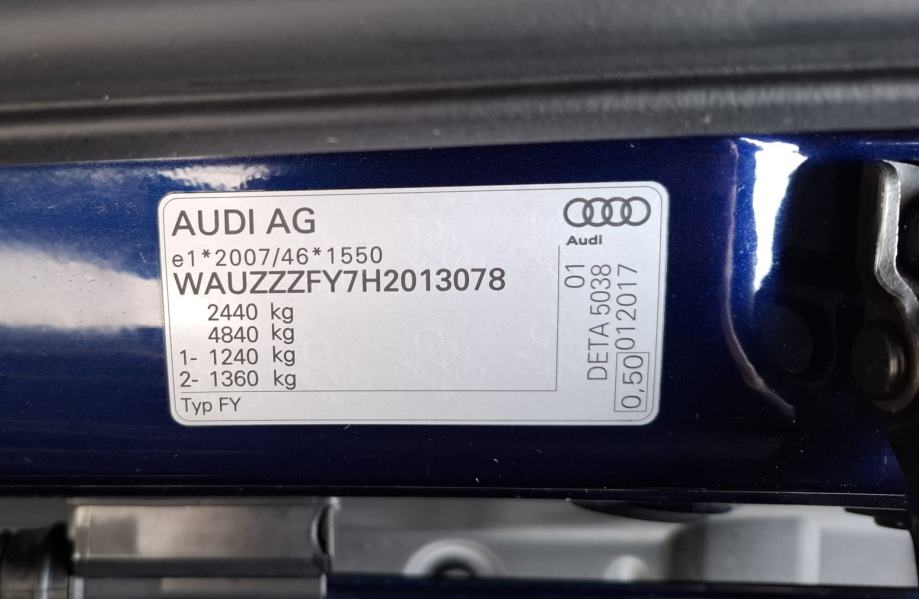 AUDI AG
e1*2007/46*1550
WAUZZZFY7H2013078
2440 kg
4840 kg
1- 1240 kg
2- 1360 kg
Typ FY
Audi
01
DETA 5038
0,50 012017